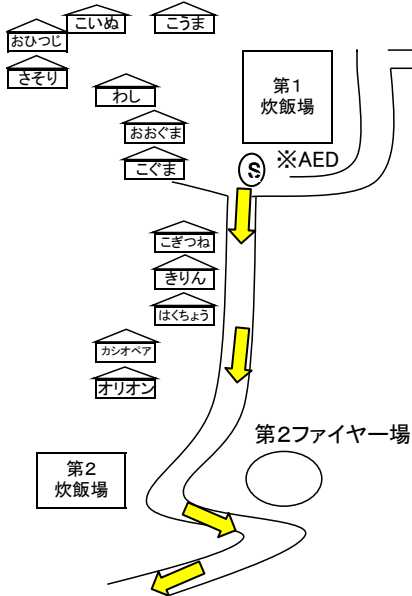 こいぬ
こうま
おひつじ
さそり
わし
おおぐま
こぐま
第1
炊飯場
S
※AED
こぎつね
きりん
はくちょう
カシオペア
オリオン
第2ファイヤー場
第2
炊飯場